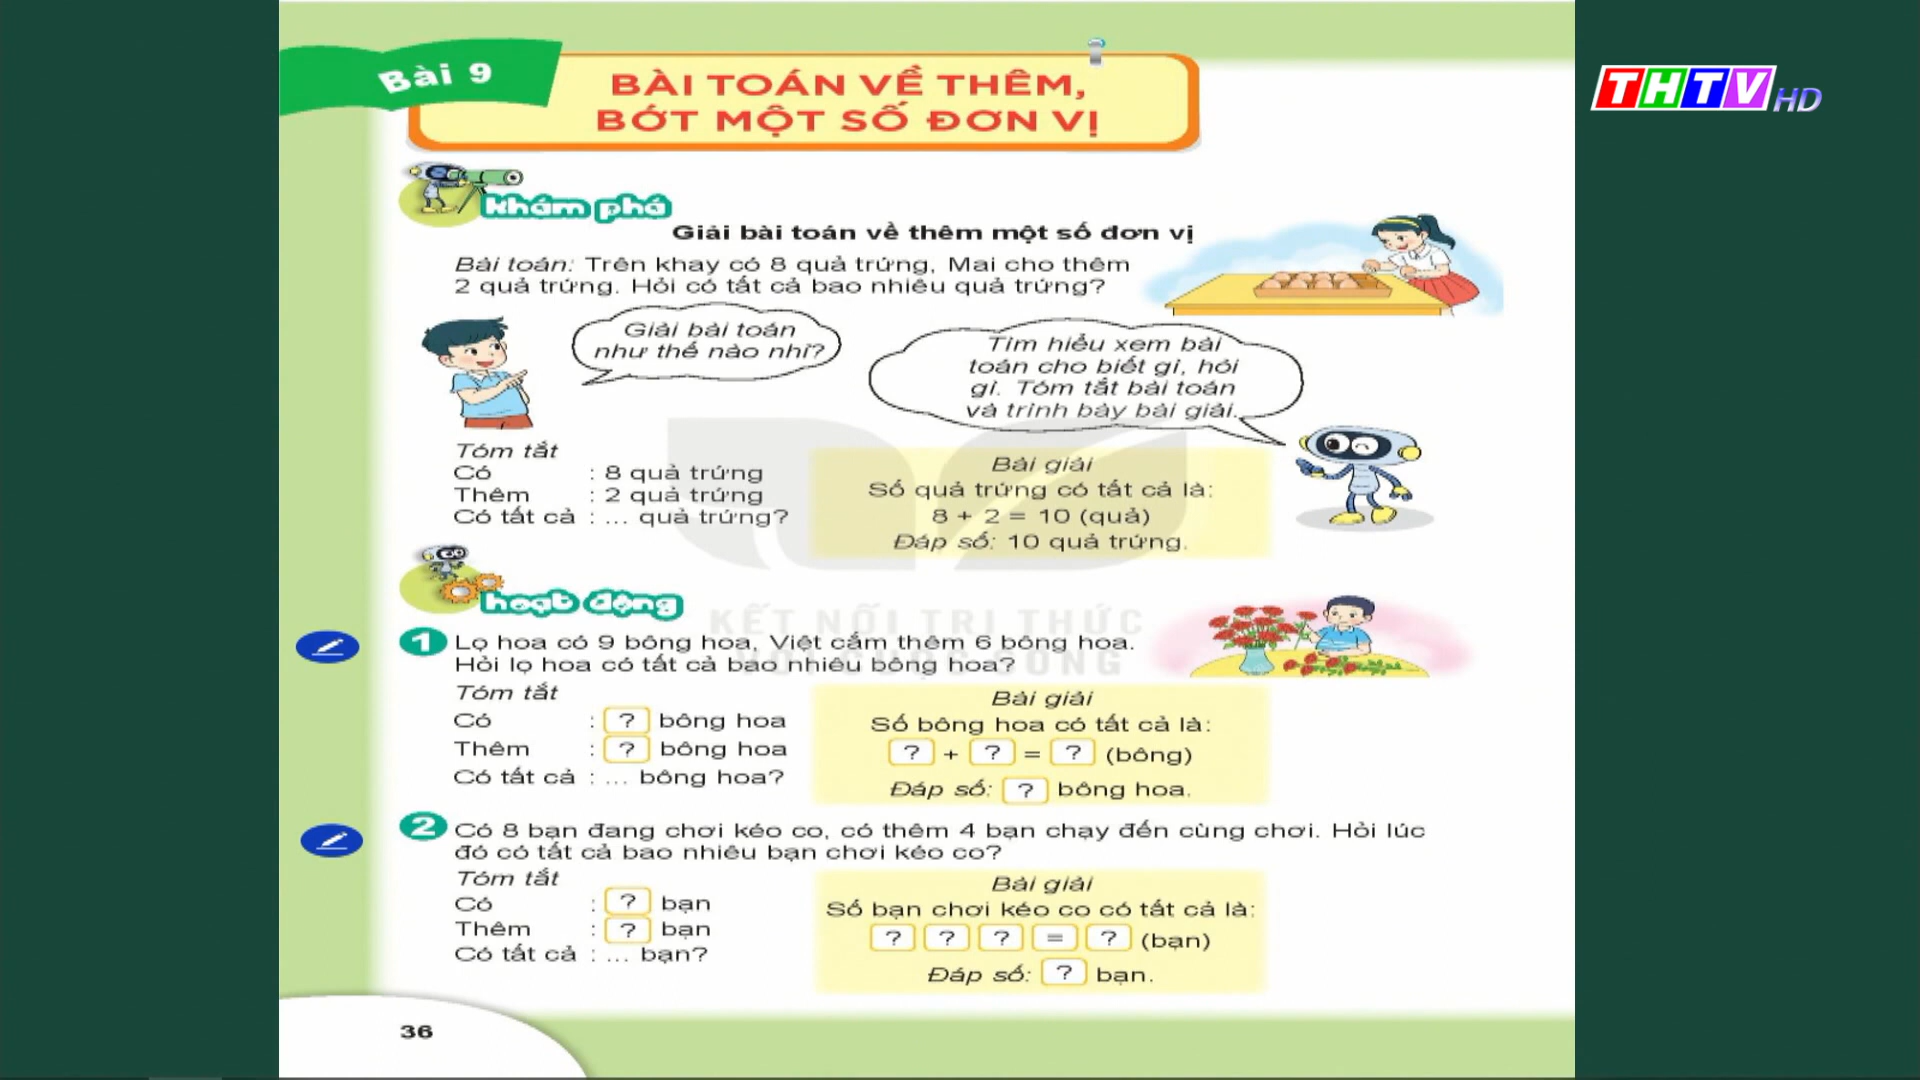 THTV HD
Bài 9
BÀI TOÁN VỀ THÊM,
BỚT MỘT SỐ ĐƠN VỊ
khám phá
Giải bài toán về thêm một số đơn vị
Bài toán: Trên khay có 8 quả trứng, Mai cho thêm
2 quả trứng. Hỏi có tất cả bao nhiêu quả trứng?
Giải bài toán
như thế nào nhỉ?
Tìm hiểu xem bài
toán cho biết gì, hỏi
gì. Tóm tắt bài toán
và trình bày bài giải.
Tóm tắt
Có : 8 quả trứng
Thêm : 2 quả trứng
Có tất cả : ... quả trứng?
Bài giải
Số quả trứng có tất cả là:
8 + 2 = 10 (quả)
Đáp số: 10 quả trứng.
hoạt động
KẾT NỐI TRI THỨC
VỚI CUỘC SỐNG
1 Lọ hoa có 9 bông hoa, Việt cắm thêm 6 bông hoa.
Hỏi lọ hoa có tất cả bao nhiêu bông hoa?
Tóm tắt
Có : ? bông hoa
Thêm : ? bông hoa
Có tất cả : ... bông hoa?
Bài giải
Số bông hoa có tất cả là:
? + ? = ? (bông)
Đáp số: ? bông hoa.
2 Có 8 bạn đang chơi kéo co, có thêm 4 bạn chạy đến cùng chơi. Hỏi lúc
đó có tất cả bao nhiêu bạn chơi kéo co?
Tóm tắt
Có : ? bạn
Thêm : ? bạn
Có tất cả : ... bạn?
Bài giải
Số bạn chơi kéo co có tất cả là:
? ? ? = ? (bạn)
Đáp số: ? bạn.
36